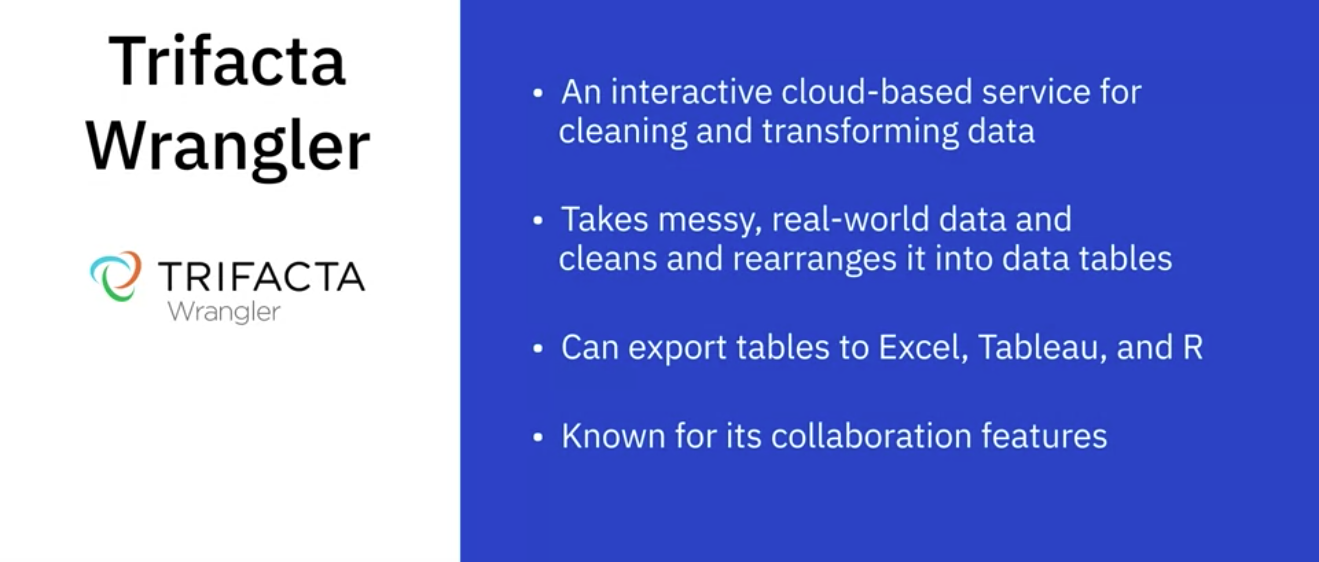 Trifacta
Wrangler
TRIFACTA
Wrangler
• An interactive cloud-based service for
cleaning and transforming data
• Takes messy, real-world data and
cleans and rearranges it into data tables
• Can export tables to Excel, Tableau, and R
• Known for its collaboration features